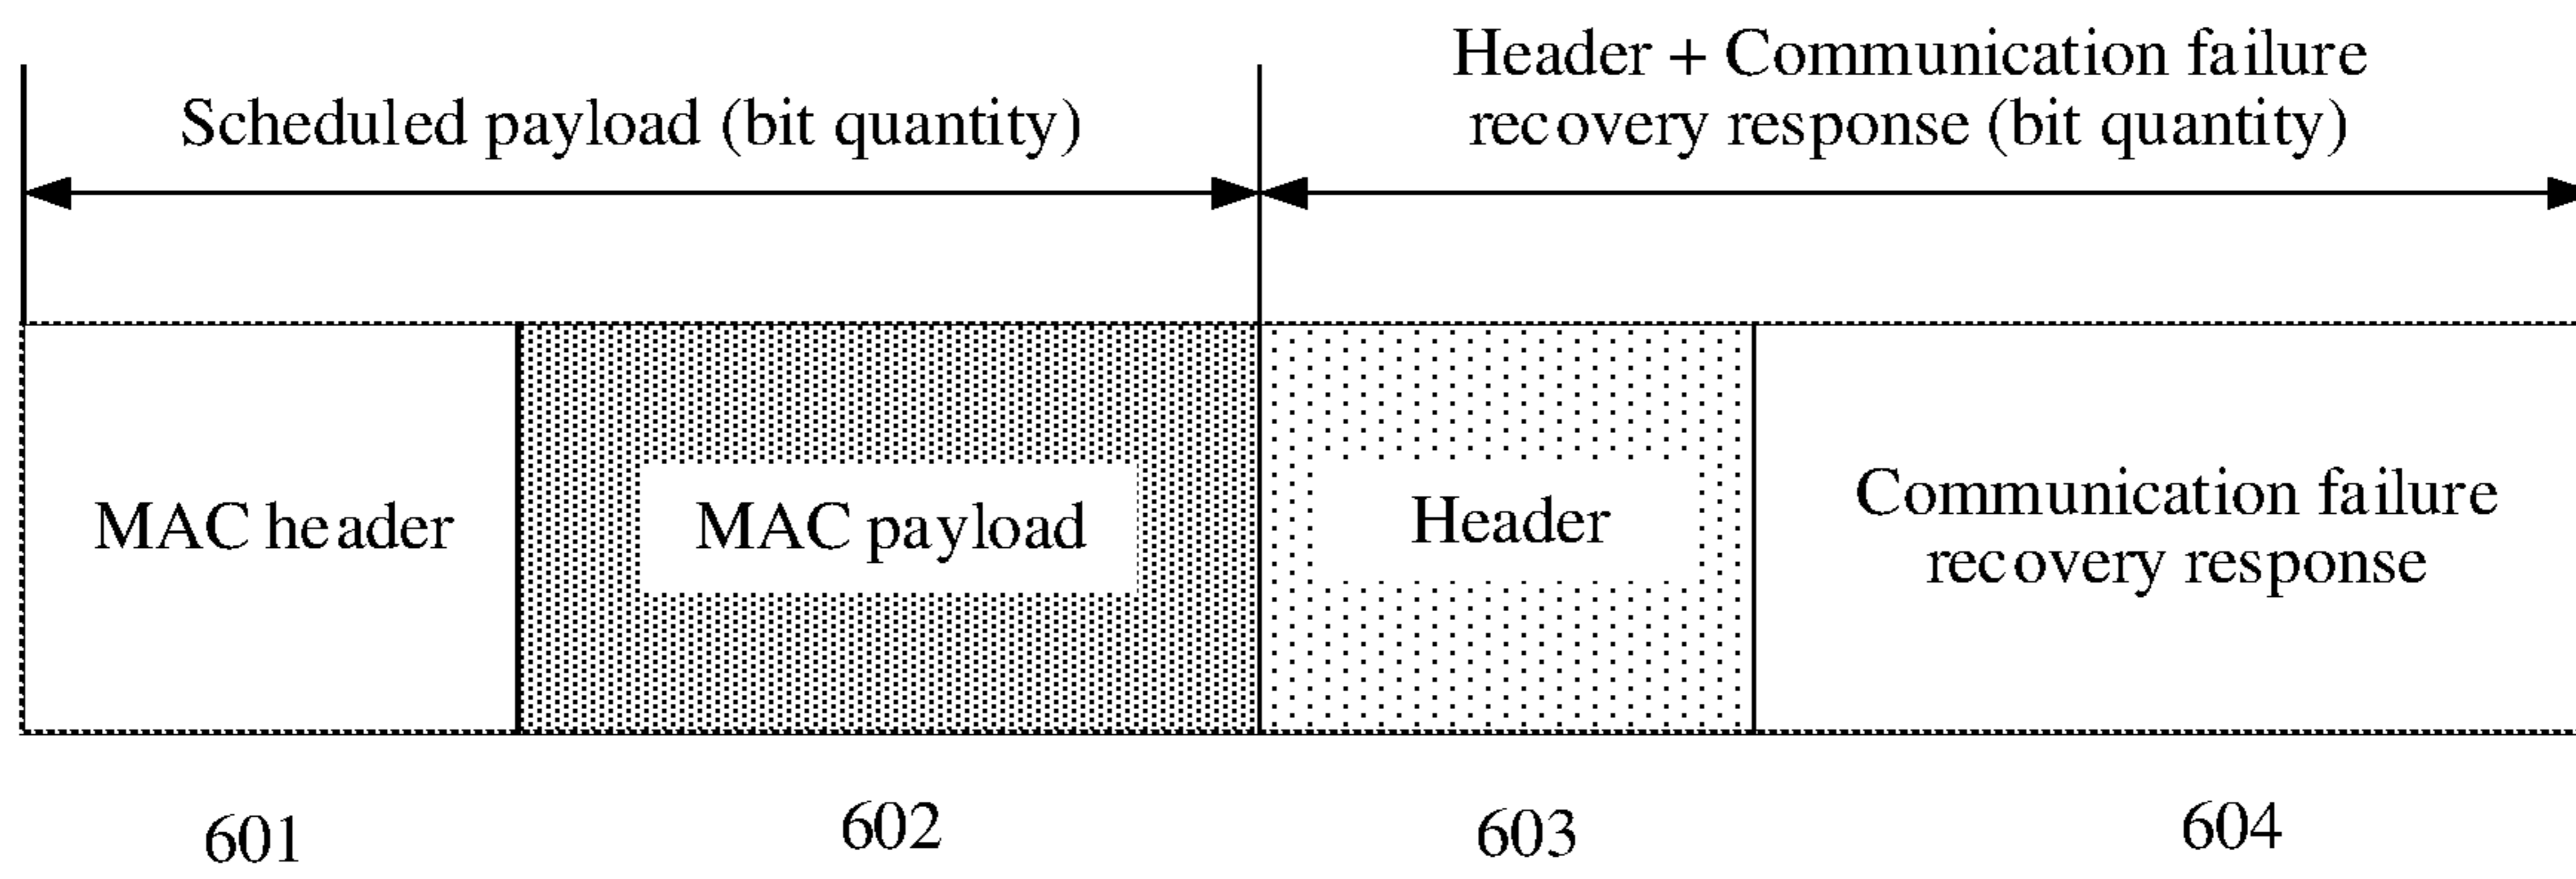 Scheduled payload (bit quantity)
Header + Communication failure
recovery response (bit quantity)
MAC header
MAC payload
Header
Communication failure
recovery response
601
602
603
604